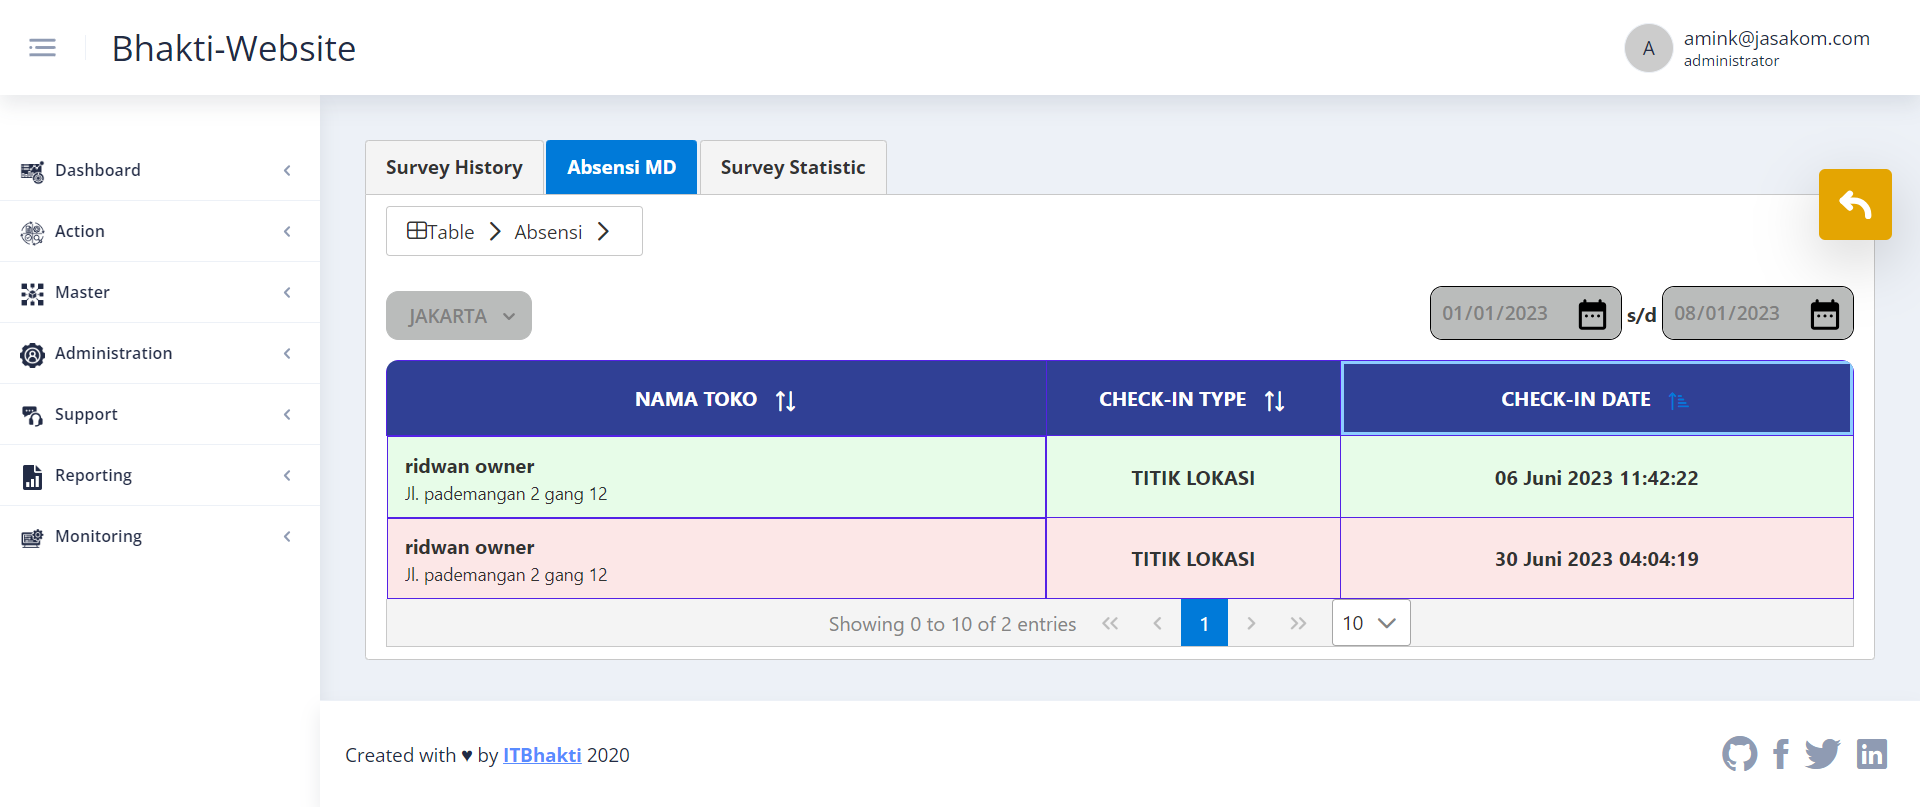 Bhakti-Website
A
amink@jasakom.com
administrator
Dashboard
Action
Master
Administration
Support
Reporting
Monitoring
Survey History
Absensi MD
Survey Statistic
Table
Absensi
JAKARTA
01/01/2023
s/d
08/01/2023
NAMA TOKO
CHECK-IN TYPE
CHECK-IN DATE
ridwan owner
Jl. pademangan 2 gang 12
TITIK LOKASI
06 Juni 2023 11:42:22
ridwan owner
Jl. pademangan 2 gang 12
TITIK LOKASI
30 Juni 2023 04:04:19
Showing 0 to 10 of 2 entries
1
10
Created with ♥ by ITBhakti 2020